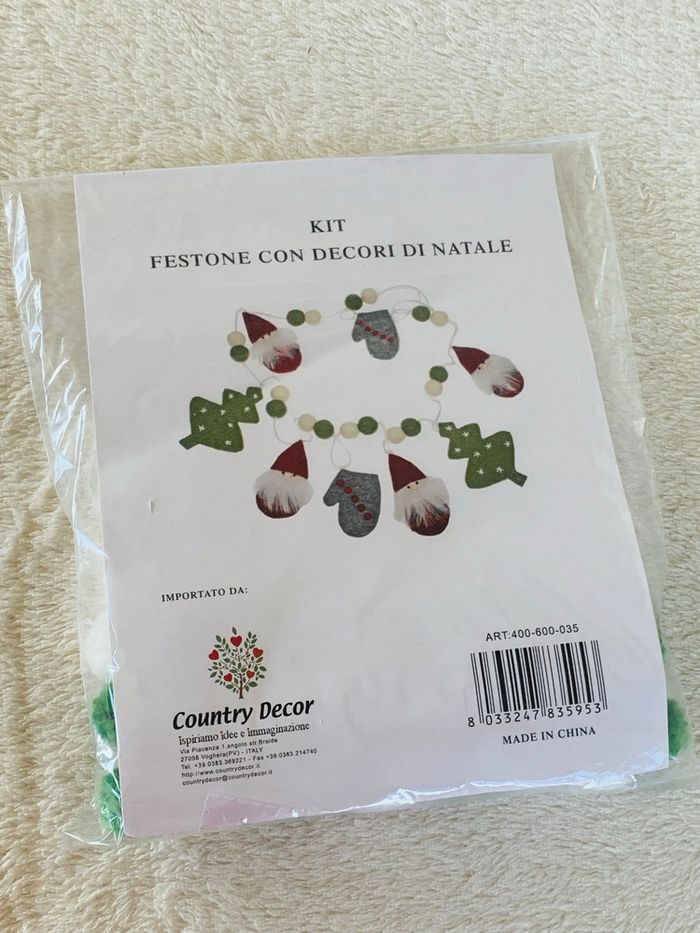 KIT
FESTONE CON DECORI DI NATALE
IMPORTATO DA:
Country Decor
Ispiriamo Idee e Immaginazione
Via Piacenza 1,angolo str Braide
27058 Voghera(PV) - ITALY
Tel. +39.0383.369221 - Fax +39.0383 214740
http://www.countrydecor.it
countrydecor@countrydecor.it
ART:400-600-035
8 033247 835953
MADE IN CHINA